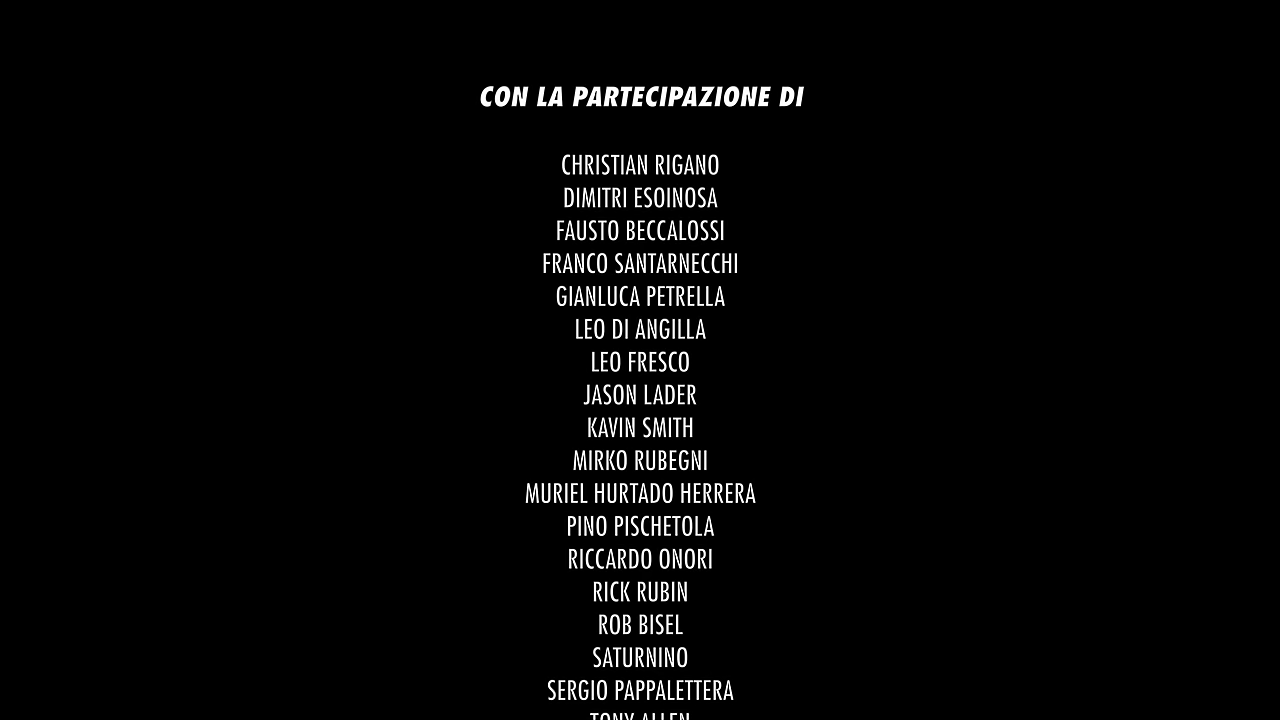 CON LA PARTECIPAZIONE DI
CHRISTIAN RIGANO
DIMITRI ESOINOSA
FAUSTO BECCALOSSI
FRANCO SANTARNECCHI
GIANLUCA PETRELLA
LEO DI ANGILLA
LEO FRESCO
JASON LADER
KAVIN SMITH
MIRKO RUBEGNI
MURIEL HURTADO HERRERA
PINO PISCHETOLA
RICCARDO ONORI
RICK RUBIN
ROB BISEL
SATURNINO
SERGIO PAPPALETTERA
TONY ALLEN